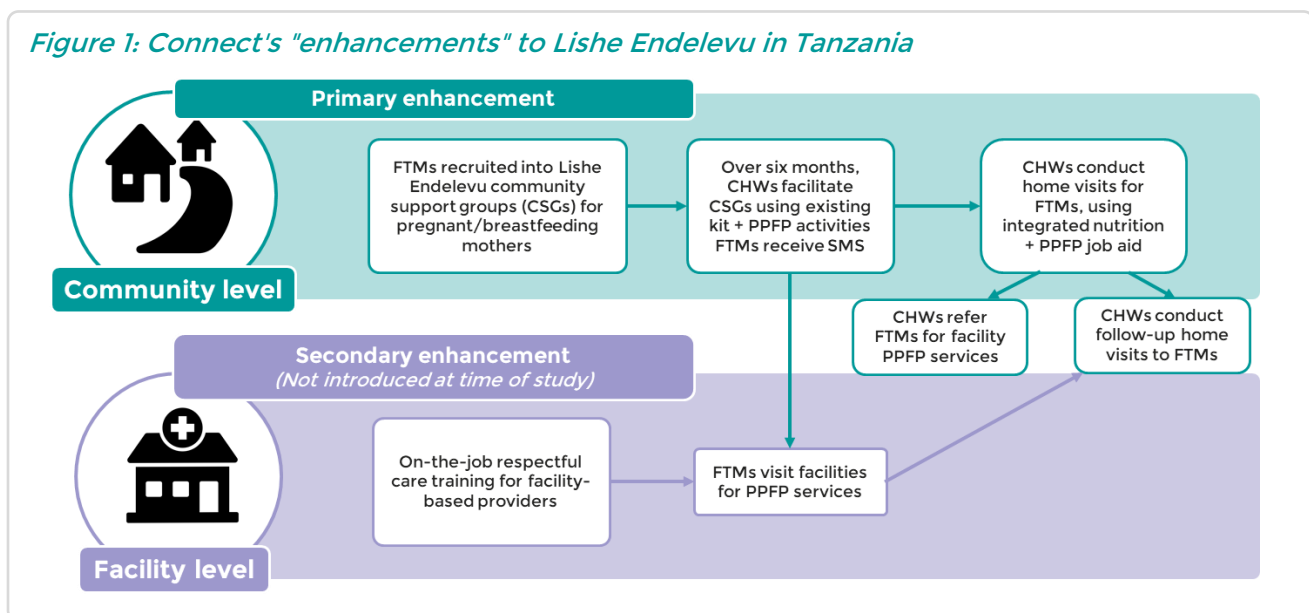 Figure 1: Connect's "enhancements" to Lishe Endelevu in Tanzania
Primary enhancement
Community level
FTMs recruited into Lishe
Endelevu community
support groups (CSGs) for
pregnant/breastfeeding
mothers
Over six months,
CHWs facilitate
CSGs using existing
kit + PPFP activities
FTMs receive SMS
CHWs conduct
home visits for
FTMs, using
integrated nutrition
+ PPFP job aid
CHWs refer
FTMs for facility
PPFP services
CHWs conduct
follow-up home
visits to FTMs
Secondary enhancement
(Not introduced at time of study)
Facility level
On-the-job respectful
care training for facility-
based providers
FTMs visit facilities
for PPFP services